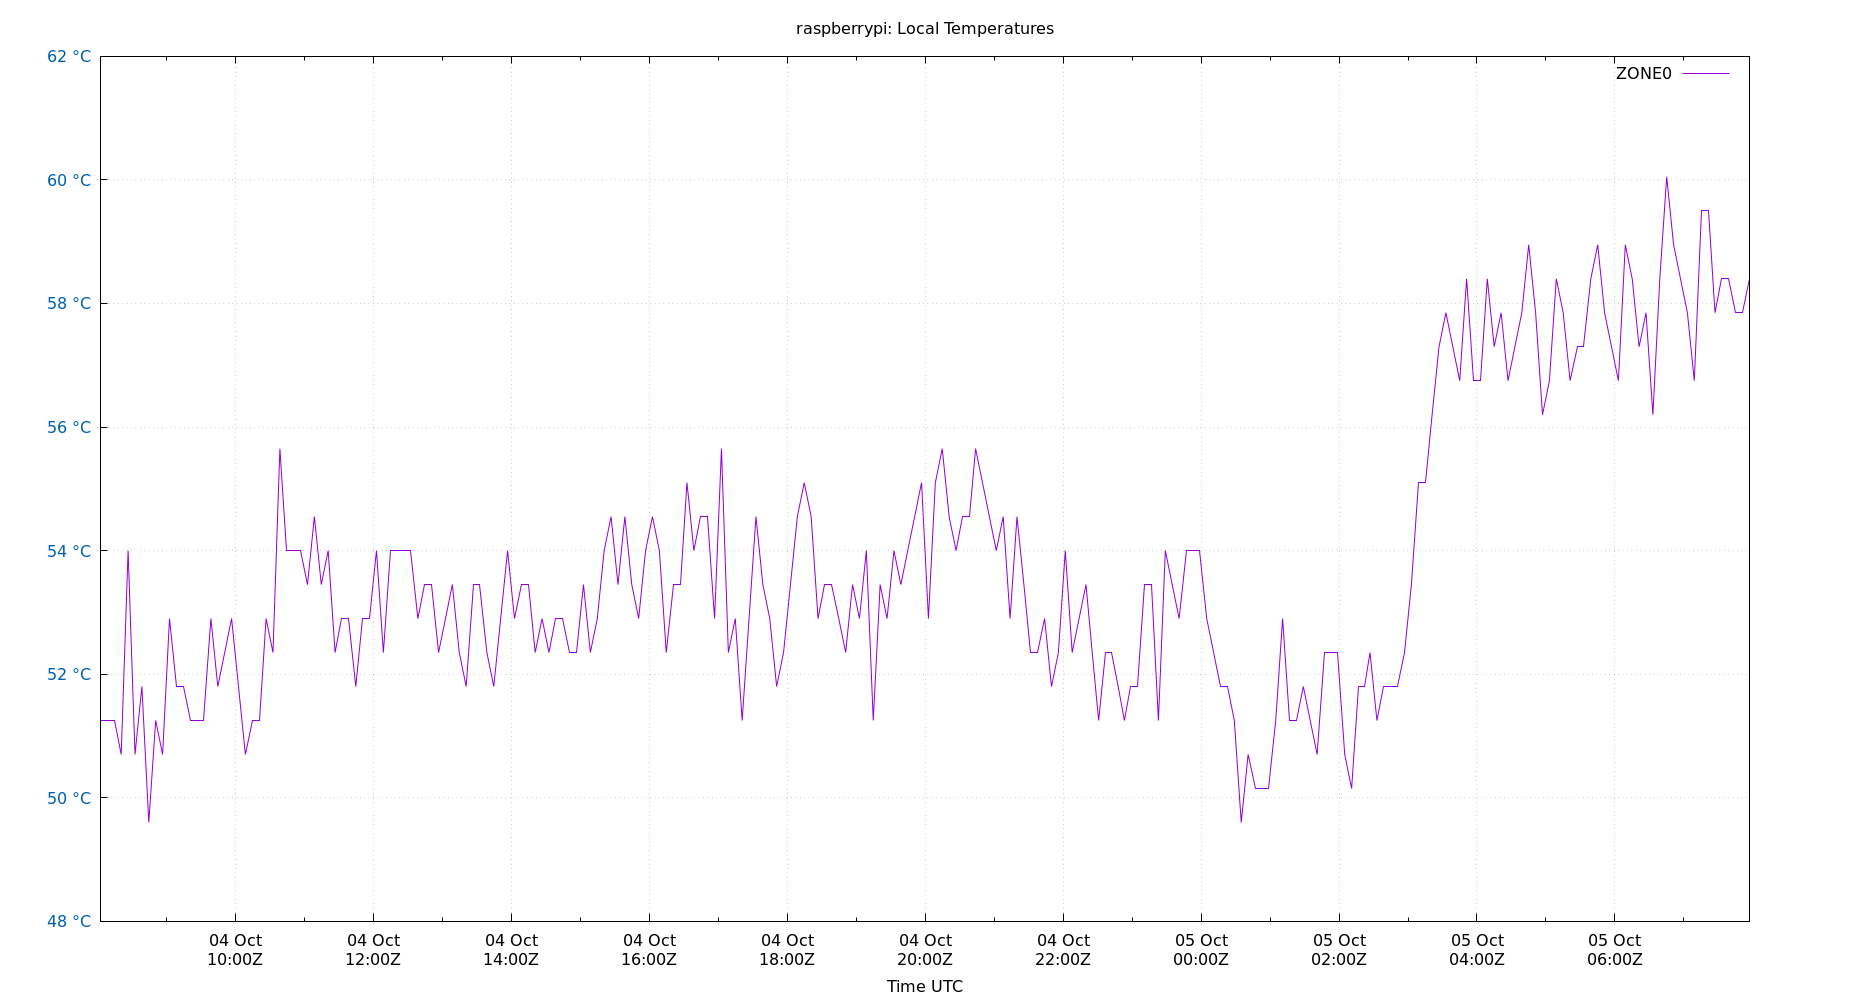 raspberrypi: Local Temperatures
62 °C
ZONE0
60 °C
58 °C
56 °C
54 °C
52 °C
50 °C
48 °C
04 Oct 04 Oct 04 Oct 04 Oct 04 Oct 04 Oct 04 Oct 05 Oct 05 Oct 05 Oct 05 Oct
10:00Z 12:00Z 14:00Z 16:00Z 18:00Z 20:00Z 22:00Z 00:00Z 02:00Z 04:00Z 06:00Z
Time UTC